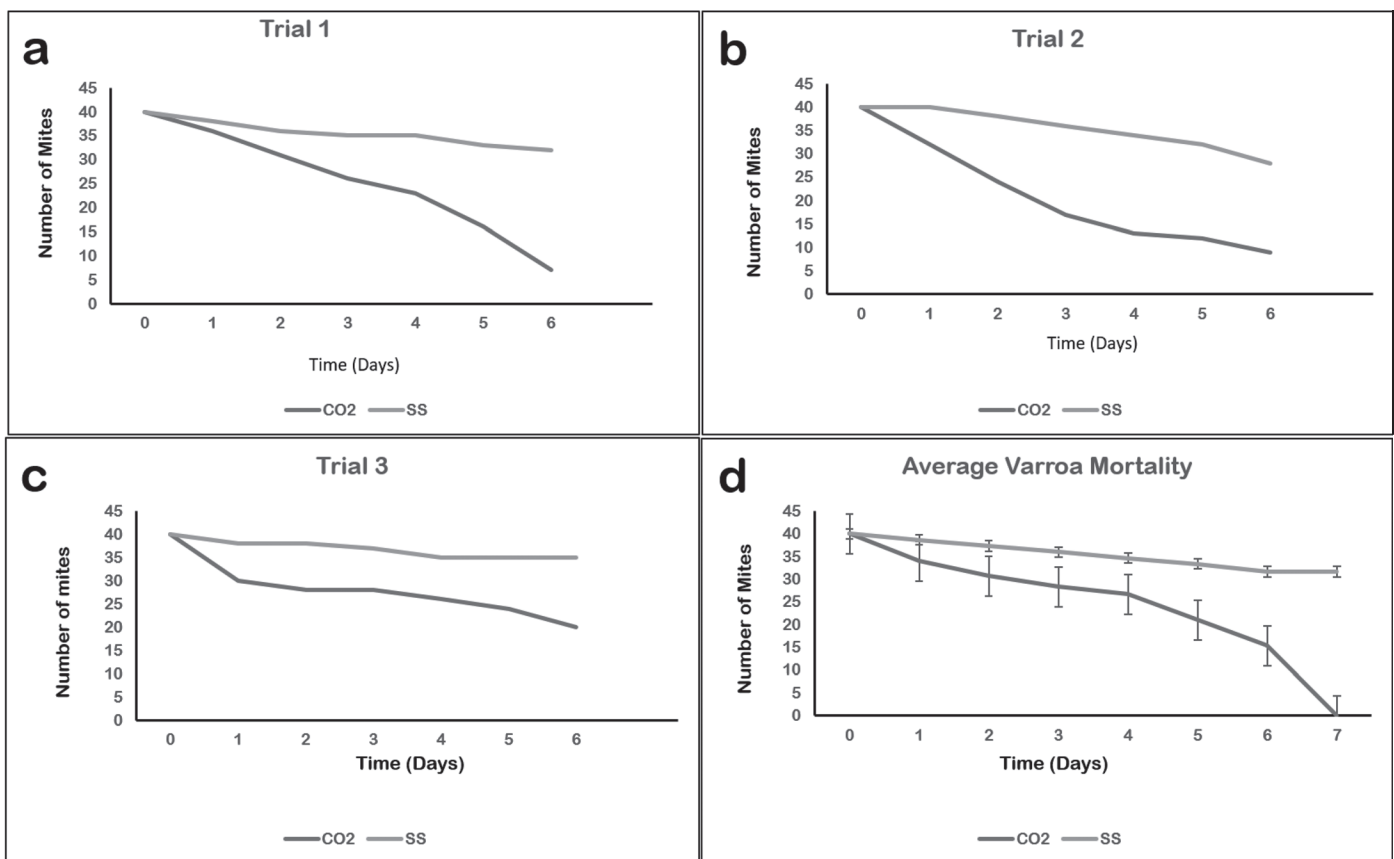 a
Trial 1
Number of Mites
45
40
35
30
25
20
15
10
5
0
0 1 2 3 4 5 6
Time (Days)
CO2 SS
b
Trial 2
Number of Mites
45
40
35
30
25
20
15
10
5
0
0 1 2 3 4 5 6
Time (Days)
CO2 SS
c
Trial 3
Number of mites
45
40
35
30
25
20
15
10
5
0
0 1 2 3 4 5 6
Time (Days)
CO2 SS
d
Average Varroa Mortality
Number of Mites
45
40
35
30
25
20
15
10
5
0
0 1 2 3 4 5 6 7
Time (Days)
CO2 SS